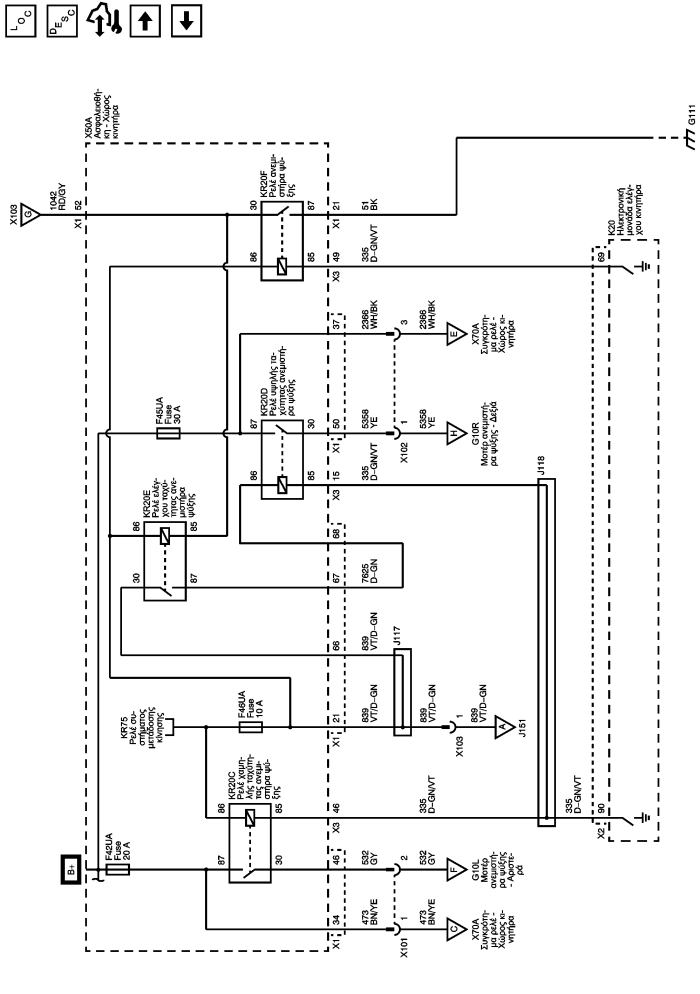 LOC
DESC
X103
G
1042
RD/GY
X1
52
X50A
Ασφαλειοθή-
κη - Χώρος
κινητήρα
KR20F
Ρελέ ανεμι-
στήρα ψύ-
ξης
30
87
86
85
21
X1
51
BK
G111
49
X3
335
D-GN/VT
K20
Ηλεκτρονική
μονάδα ελέγ-
χου κινητήρα
69
37
2366
WH/BK
3
2366
WH/BK
E
X70A
Συγκρότη-
μα ρελέ -
Χώρος κι-
νητήρα
F45UA
Fuse
30 A
KR20D
Ρελέ υψηλής τα-
χύτητας ανεμιστή-
ρα ψύξης
87
30
86
85
50
X1
5358
YE
1
X102
5358
YE
H
G10R
Μοτέρ ανεμιστή-
ρα ψύξης - Δεξιά
15
X3
335
D-GN/VT
J118
KR20E
Ρελέ ελέγ-
χου ταχύ-
τητας ανε-
μιστήρα
ψύξης
86
85
30
87
68
67
7625
D-GN
66
839
VT/D-GN
J117
KR75
Ρελέ συ-
στήματος
μετάδοσης
κίνησης
F46UA
Fuse
10 A
21
X1
839
VT/D-GN
839
VT/D-GN
1
X103
839
VT/D-GN
A
J151
KR20C
Ρελέ χαμη-
λής ταχύτη-
τας ανεμι-
στήρα ψύ-
ξης
86
85
87
30
46
X3
335
D-GN/VT
335
D-GN/VT
90
X2
B+
F42UA
Fuse
20 A
46
532
GY
2
532
GY
F
G10L
Μοτέρ
ανεμιστή-
ρα ψύξης
- Αριστε-
ρά
34
X1
473
BN/YE
1
X101
473
BN/YE
C
X70A
Συγκρότη-
μα ρελέ -
Χώρος κι-
νητήρα